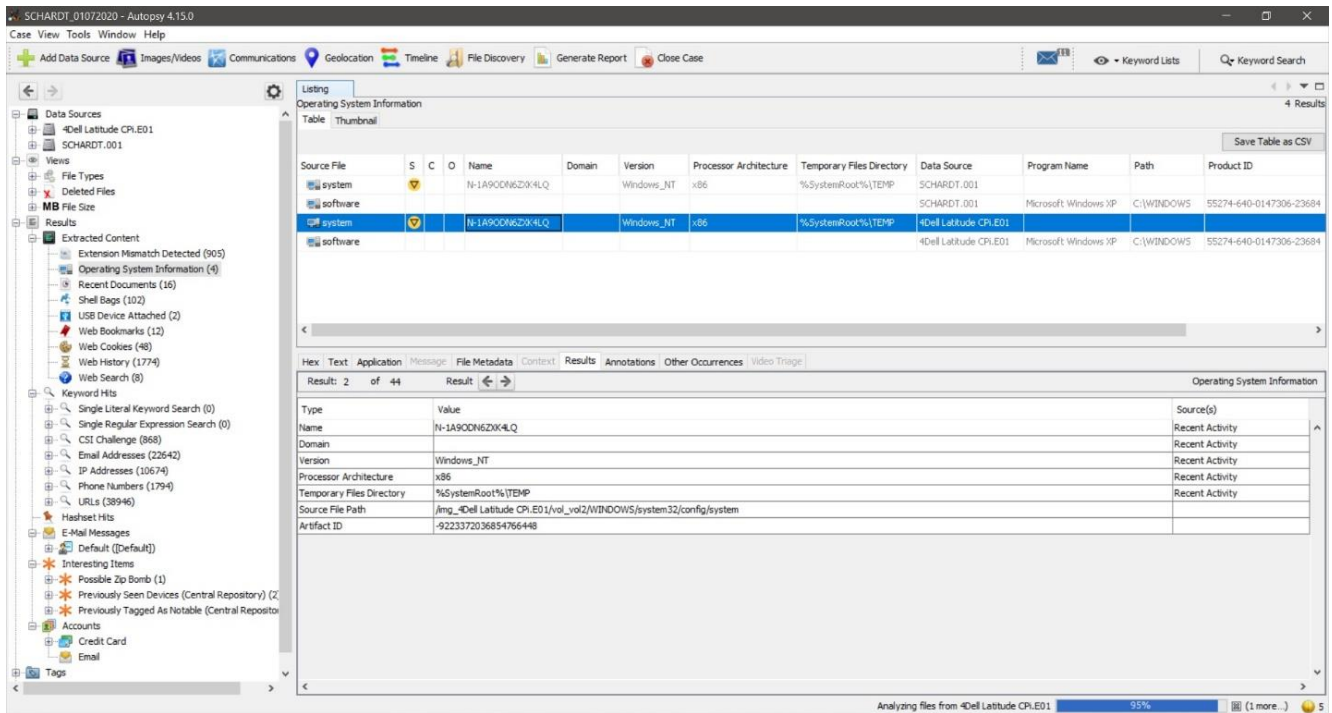 SCHARDT_01072020 - Autopsy 4.15.0
Case View Tools Window Help
Add Data Source Images/Videos Communications Geolocation Timeline File Discovery Generate Report Close Case Keyword Lists Keyword Search
Data Sources
4Dell Latitude CPi.E01
SCHARDT.001
Views
File Types
Deleted Files
MB File Size
Results
Extracted Content
Extension Mismatch Detected (905)
Operating System Information (4)
Recent Documents (16)
Shell Bags (102)
USB Device Attached (2)
Web Bookmarks (12)
Web Cookies (48)
Web History (1774)
Web Search (8)
Keyword Hits
Single Literal Keyword Search (0)
Single Regular Expression Search (0)
CSI Challenge (868)
Email Addresses (22642)
IP Addresses (10674)
Phone Numbers (1794)
URLs (38946)
Hashset Hits
E-Mail Messages
Default ([Default])
Interesting Items
Possible Zip Bomb (1)
Previously Seen Devices (Central Repository) (2)
Previously Tagged As Notable (Central Repositor
Accounts
Credit Card
Email
Tags
Listing
Operating System Information
4 Results
Table Thumbnail
Save Table as CSV
Source File S C O Name Domain Version Processor Architecture Temporary Files Directory Data Source Program Name Path Product ID
system N-1A9ODN6ZXK4LQ Windows_NT x86 %SystemRoot%\TEMP SCHARDT.001
software SCHARDT.001 Microsoft Windows XP C:\WINDOWS 55274-640-0147306-23684
system N-1A9ODN6ZXK4LQ Windows_NT x86 %SystemRoot%\TEMP 4Dell Latitude CPi.E01
software 4Dell Latitude CPi.E01 Microsoft Windows XP C:\WINDOWS 55274-640-0147306-23684
Hex Text Application Message File Metadata Context Results Annotations Other Occurrences Video Triage
Result: 2 of 44 Result Operating System Information
Type Value Source(s)
Name N-1A9ODN6ZXK4LQ Recent Activity
Domain Recent Activity
Version Windows_NT Recent Activity
Processor Architecture x86 Recent Activity
Temporary Files Directory %SystemRoot%\TEMP Recent Activity
Source File Path /img_4Dell Latitude CPi.E01/vol_vol2/WINDOWS/system32/config/system
Artifact ID -9223372036854766448
Analyzing files from 4Dell Latitude CPi.E01 95% (1 more...) 5